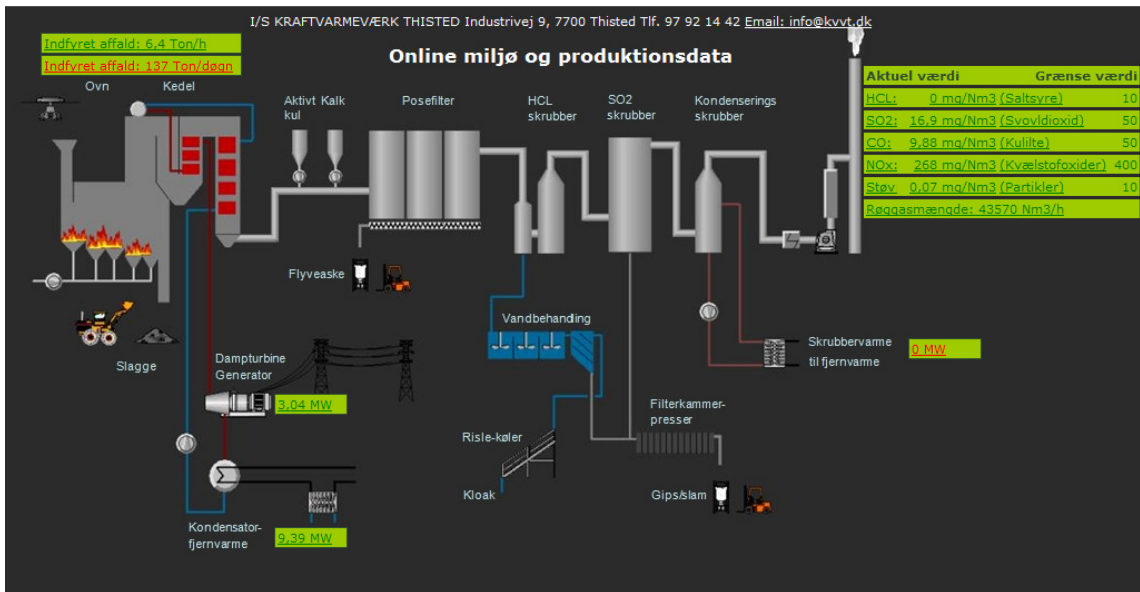 I/S KRAFTVARMEVÆRK THISTED Industrivej 9, 7700 Thisted Tlf. 97 92 14 42 Email: info@kvvt.dk
Online miljø og produktionsdata
Indfyret affald: 6,4 Ton/h
Indfyret affald: 137 Ton/døgn
Ovn
Kedel
Aktivt Kalk
kul
Posefilter
HCL
skrubber
SO2
skrubber
Kondenserings
skrubber
Aktuel værdi Grænse værdi
HCL: 0 mg/Nm3 (Saltsyre) 10
SO2: 16,9 mg/Nm3 (Svovldioxid) 50
CO: 9,88 mg/Nm3 (Kulilte) 50
NOx: 268 mg/Nm3 (Kvælstofoxider) 400
Støv 0,07 mg/Nm3 (Partikler) 10
Røggasmængde: 43570 Nm3/h
Flyveaske
Vandbehandling
Slagge
Dampturbine
Generator
3,04 MW
Skrubbervarme
til fjernvarme
0 MW
Risle-køler
Kloak
Filterkammer-
presser
Gips/slam
Kondensator-
fjernvarme
9,39 MW